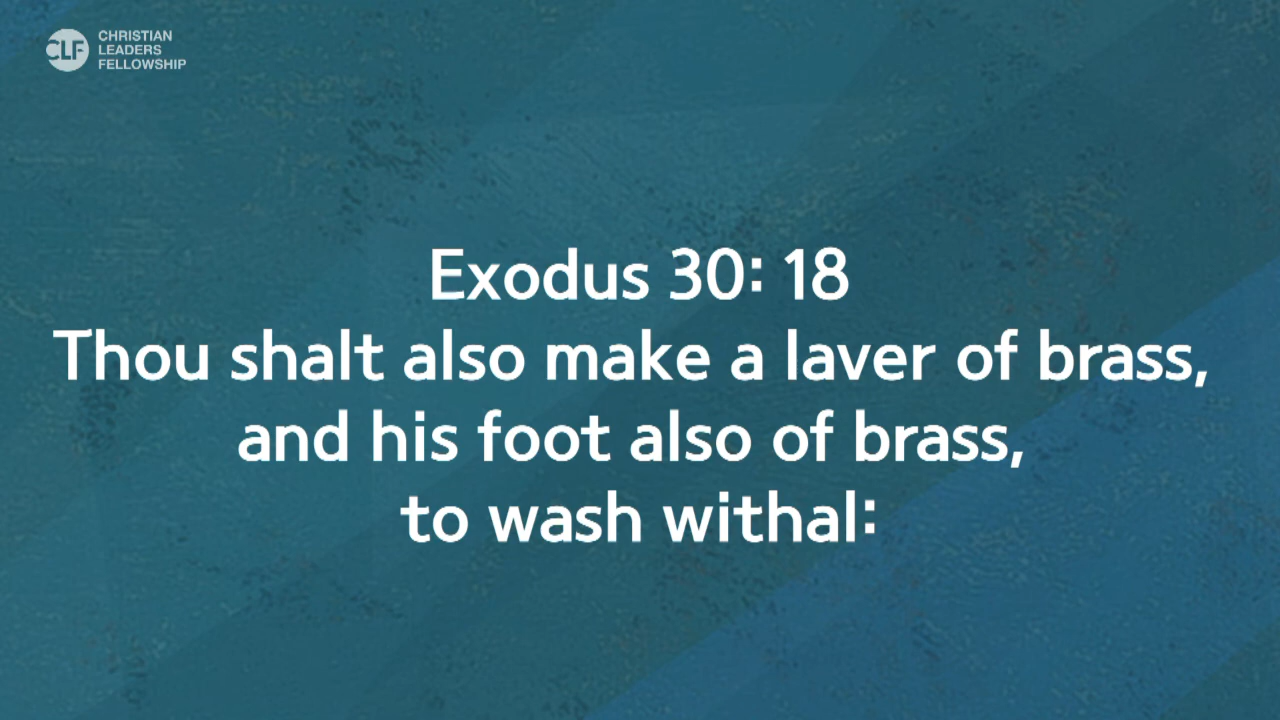 CLF
CHRISTIAN
LEADERS
FELLOWSHIP
Exodus 30: 18
Thou shalt also make a laver of brass,
and his foot also of brass,
to wash withal: